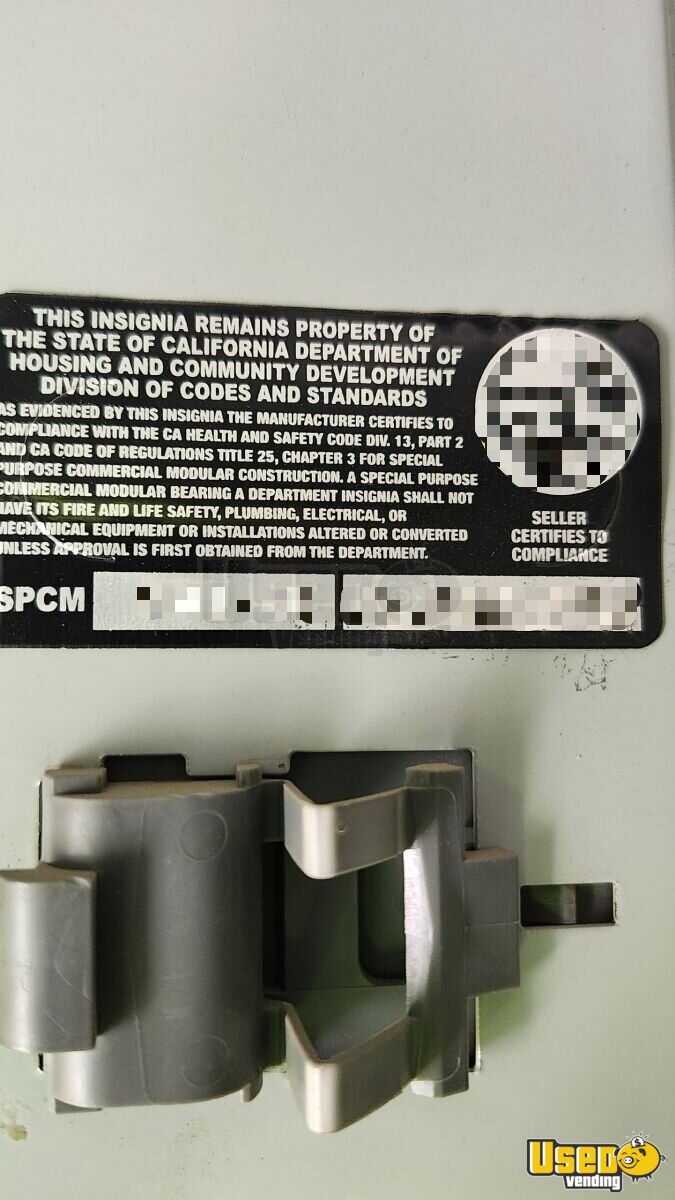 THIS INSIGNIA REMAINS PROPERTY OF
THE STATE OF CALIFORNIA DEPARTMENT OF
HOUSING AND COMMUNITY DEVELOPMENT
DIVISION OF CODES AND STANDARDS
AS EVIDENCED BY THIS INSIGNIA THE MANUFACTURER CERTIFIES TO
COMPLIANCE WITH THE CA HEALTH AND SAFETY CODE DIV. 13, PART 2
AND CA CODE OF REGULATIONS TITLE 25, CHAPTER 3 FOR SPECIAL
PURPOSE COMMERCIAL MODULAR CONSTRUCTION. A SPECIAL PURPOSE
COMMERCIAL MODULAR BEARING A DEPARTMENT INSIGNIA SHALL NOT
HAVE ITS FIRE AND LIFE SAFETY, PLUMBING, ELECTRICAL, OR
MECHANICAL EQUIPMENT OR INSTALLATIONS ALTERED OR CONVERTED
UNLESS APPROVAL IS FIRST OBTAINED FROM THE DEPARTMENT.
SELLER
CERTIFIES TO
COMPLIANCE
SPCM
USED
vending